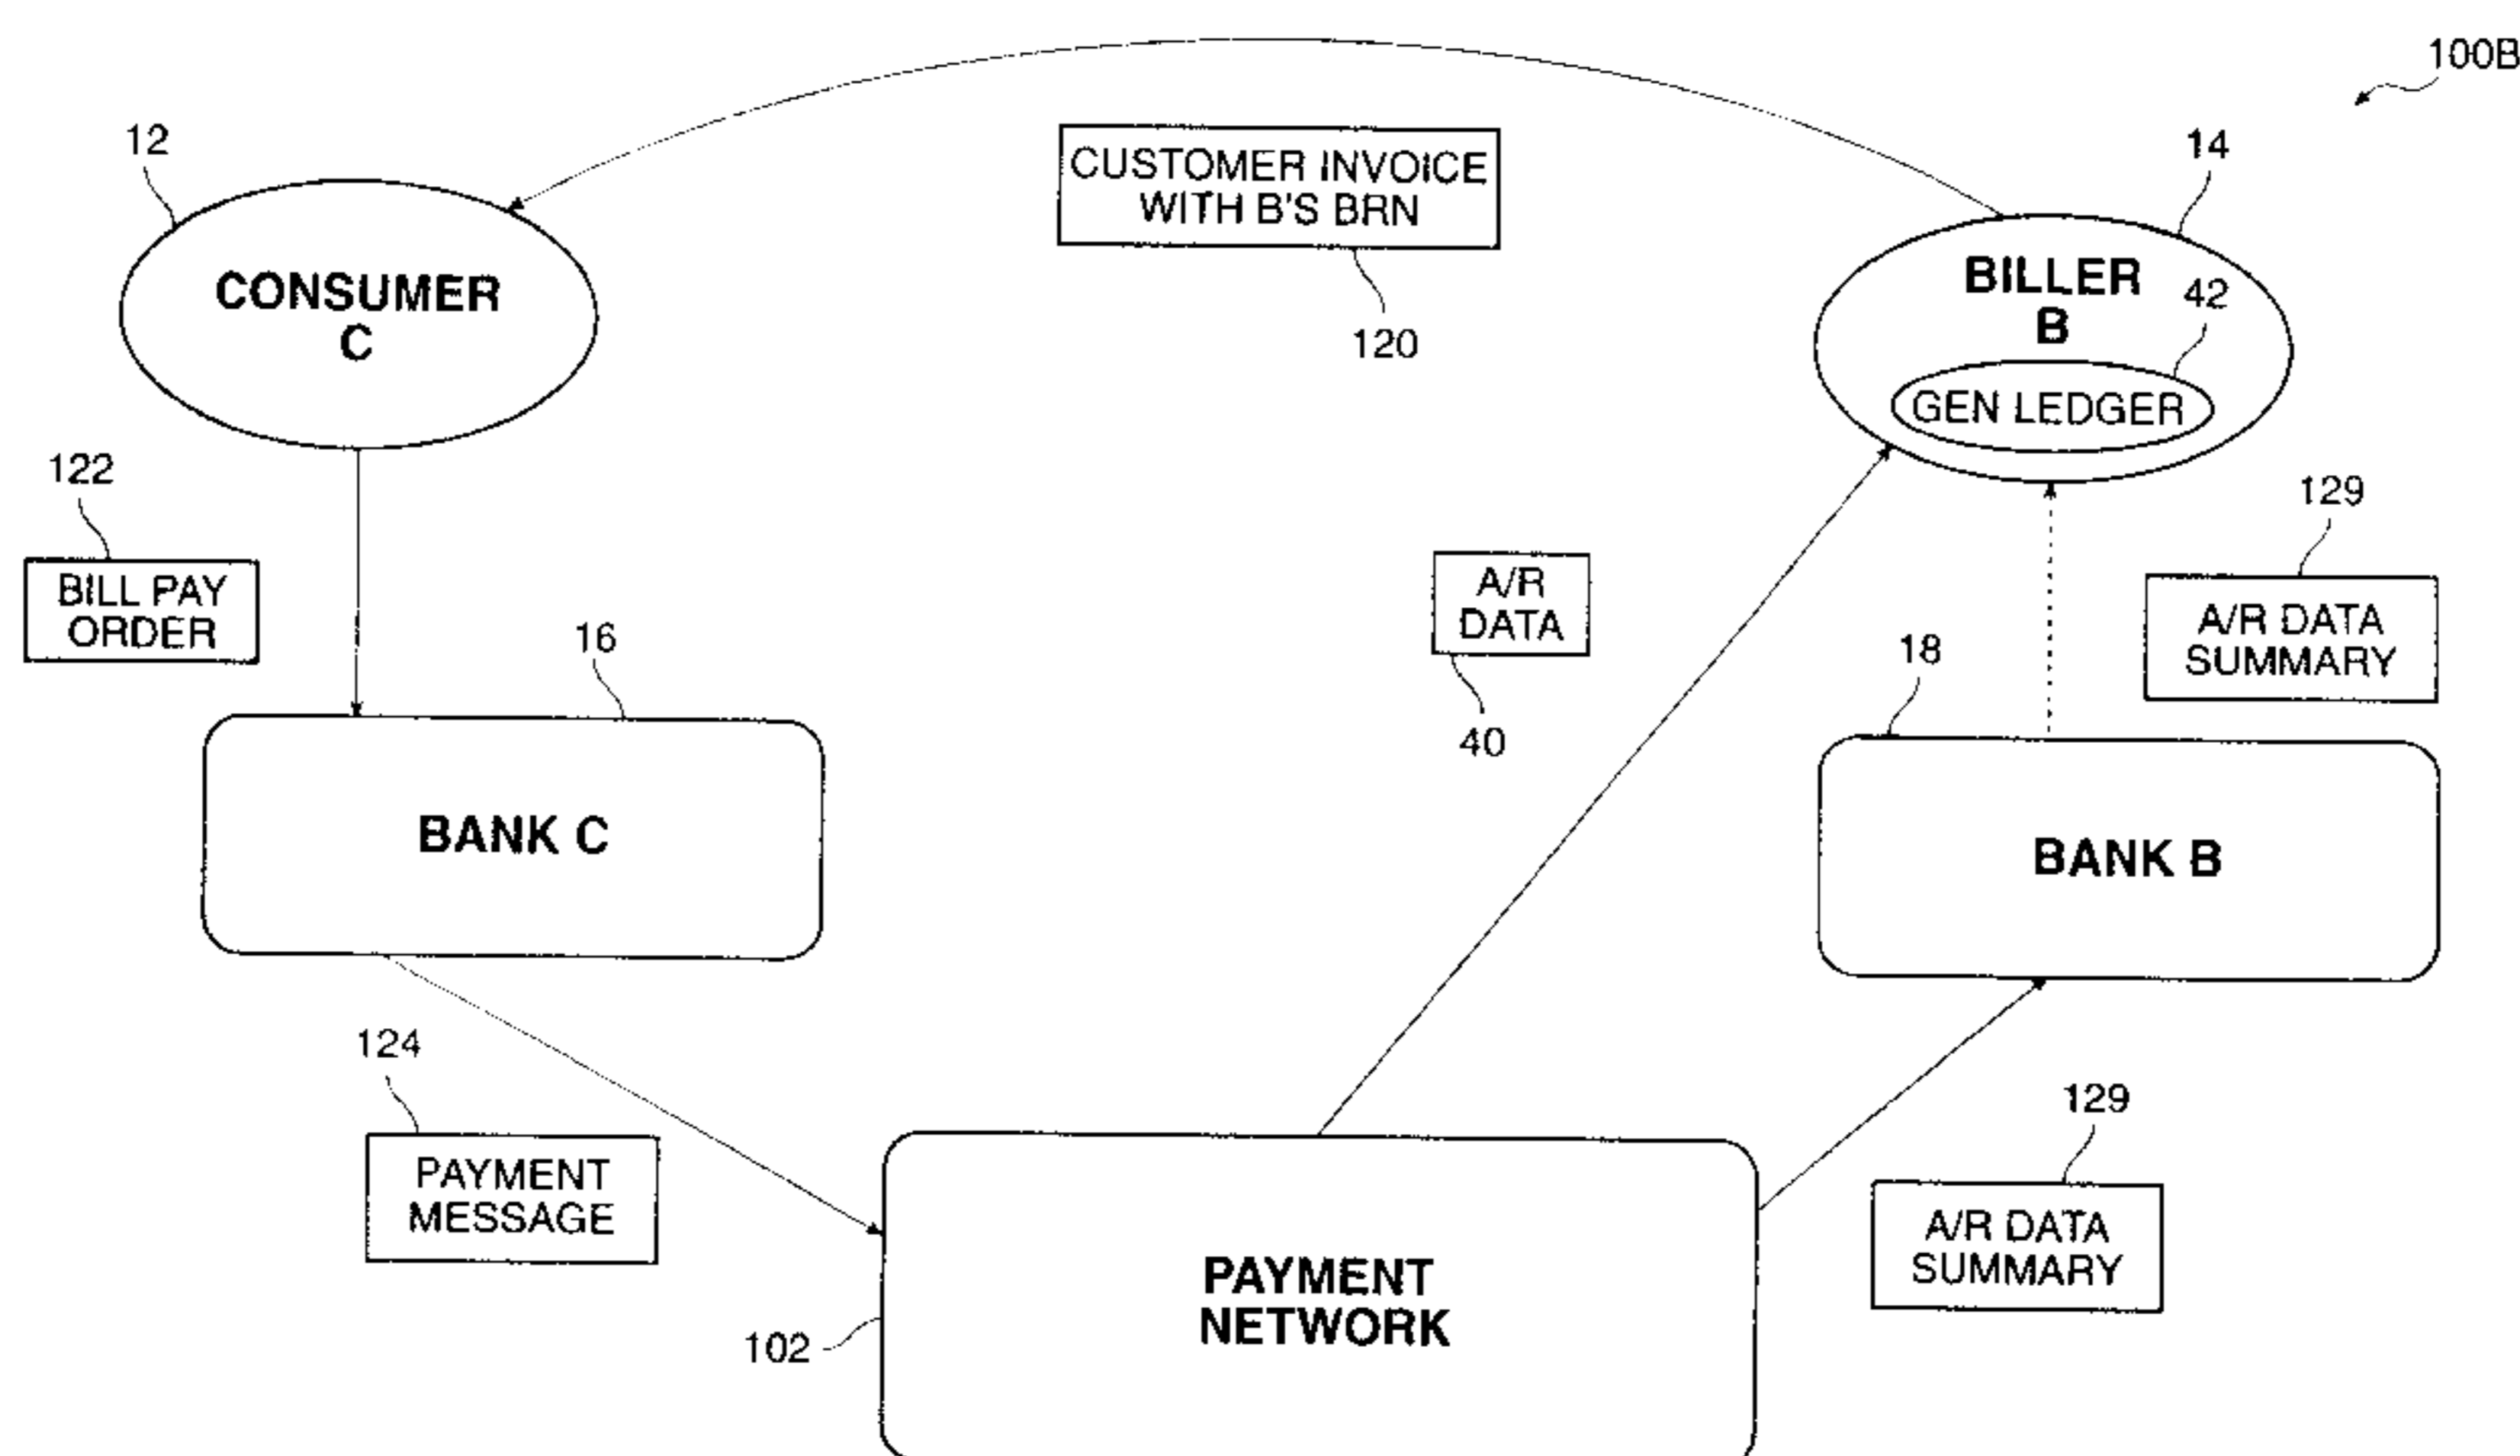 100B
12
CUSTOMER INVOICE
WITH B'S BRN
14
CONSUMER
C
BILLER
B
42
120
GEN LEDGER
122
129
BILL PAY
ORDER
A/R
DATA
A/R DATA
SUMMARY
16
18
40
BANK C
BANK B
124
129
PAYMENT
MESSAGE
A/R DATA
SUMMARY
PAYMENT
NETWORK
102